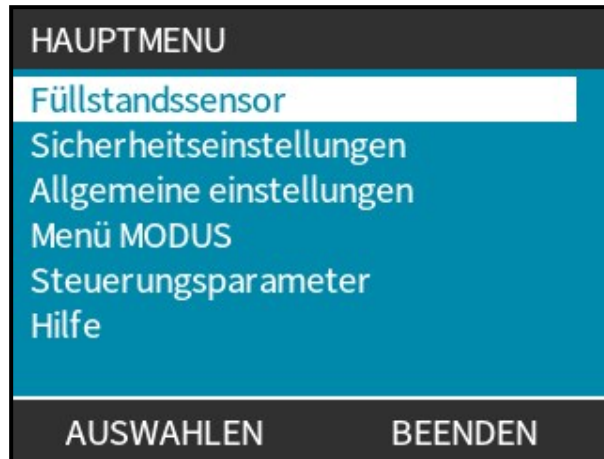 HAUPTMENU
Füllstandssensor
Sicherheitseinstellungen
Allgemeine einstellungen
Menü MODUS
Steuerungsparameter
Hilfe
AUSWAHLEN BEENDEN